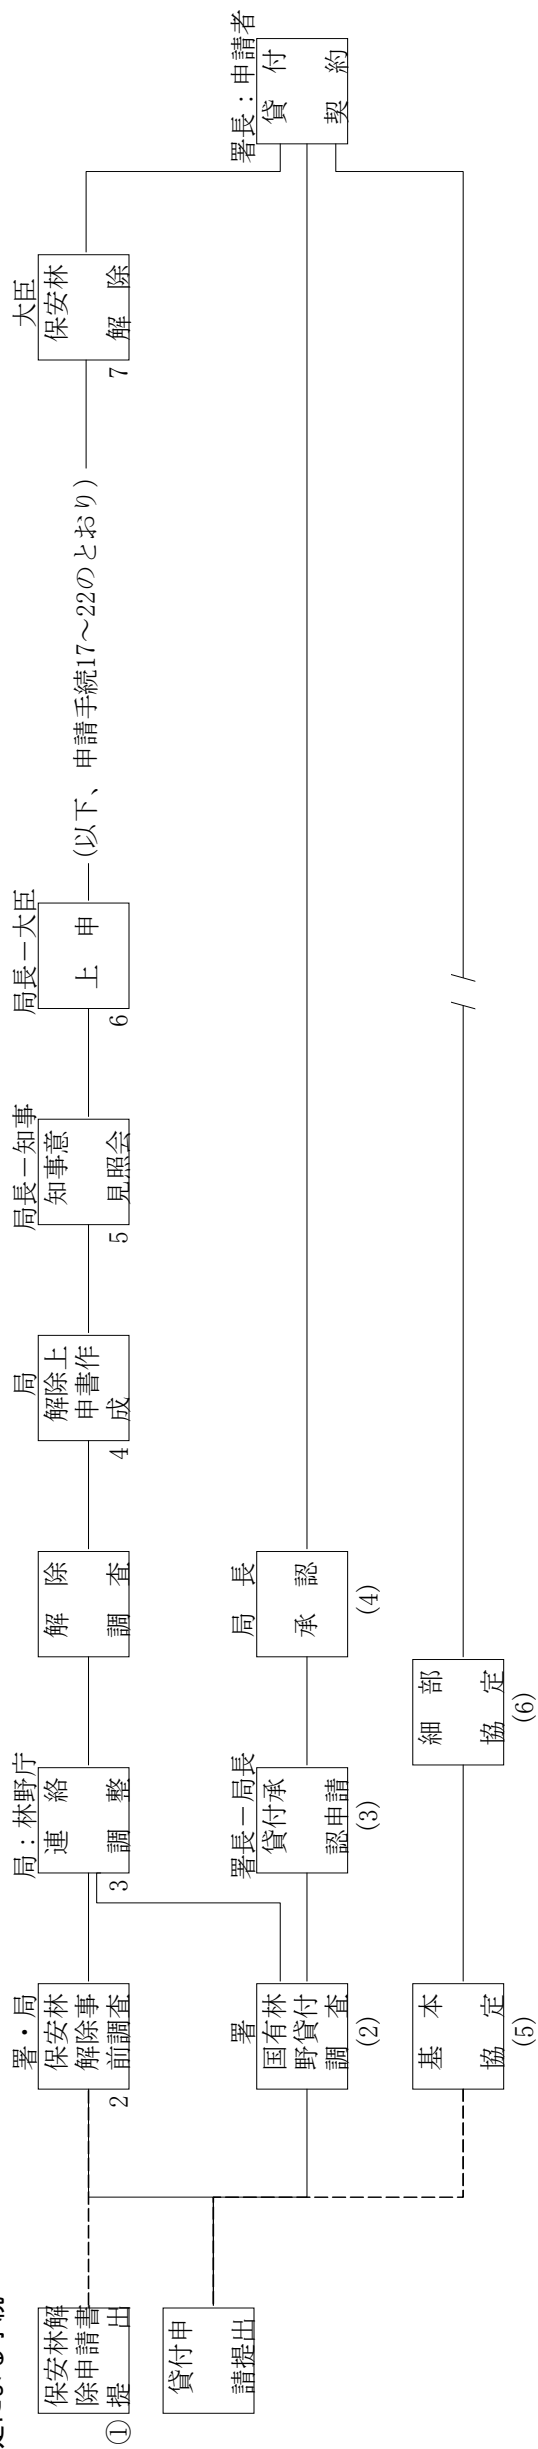 保安林解
除申請書
提出
①
貸付申
請提出
署・局
保安林
解除事
前調査
2
局：林野庁
連絡
調整
3
解除
調査
局
解除上
申書作
成
4
局長－知事
知事意
見照会
5
局長－大臣
上申
6
(以下、申請手続17～22のとおり)
大臣
保安林
解除
7
署
国有林
野貸付
調査
(2)
署長－局長
貸付承
認申請
(3)
局長
承認
(4)
署長：申請者
貸付
契約
基本
協定
(5)
細部
協定
(6)